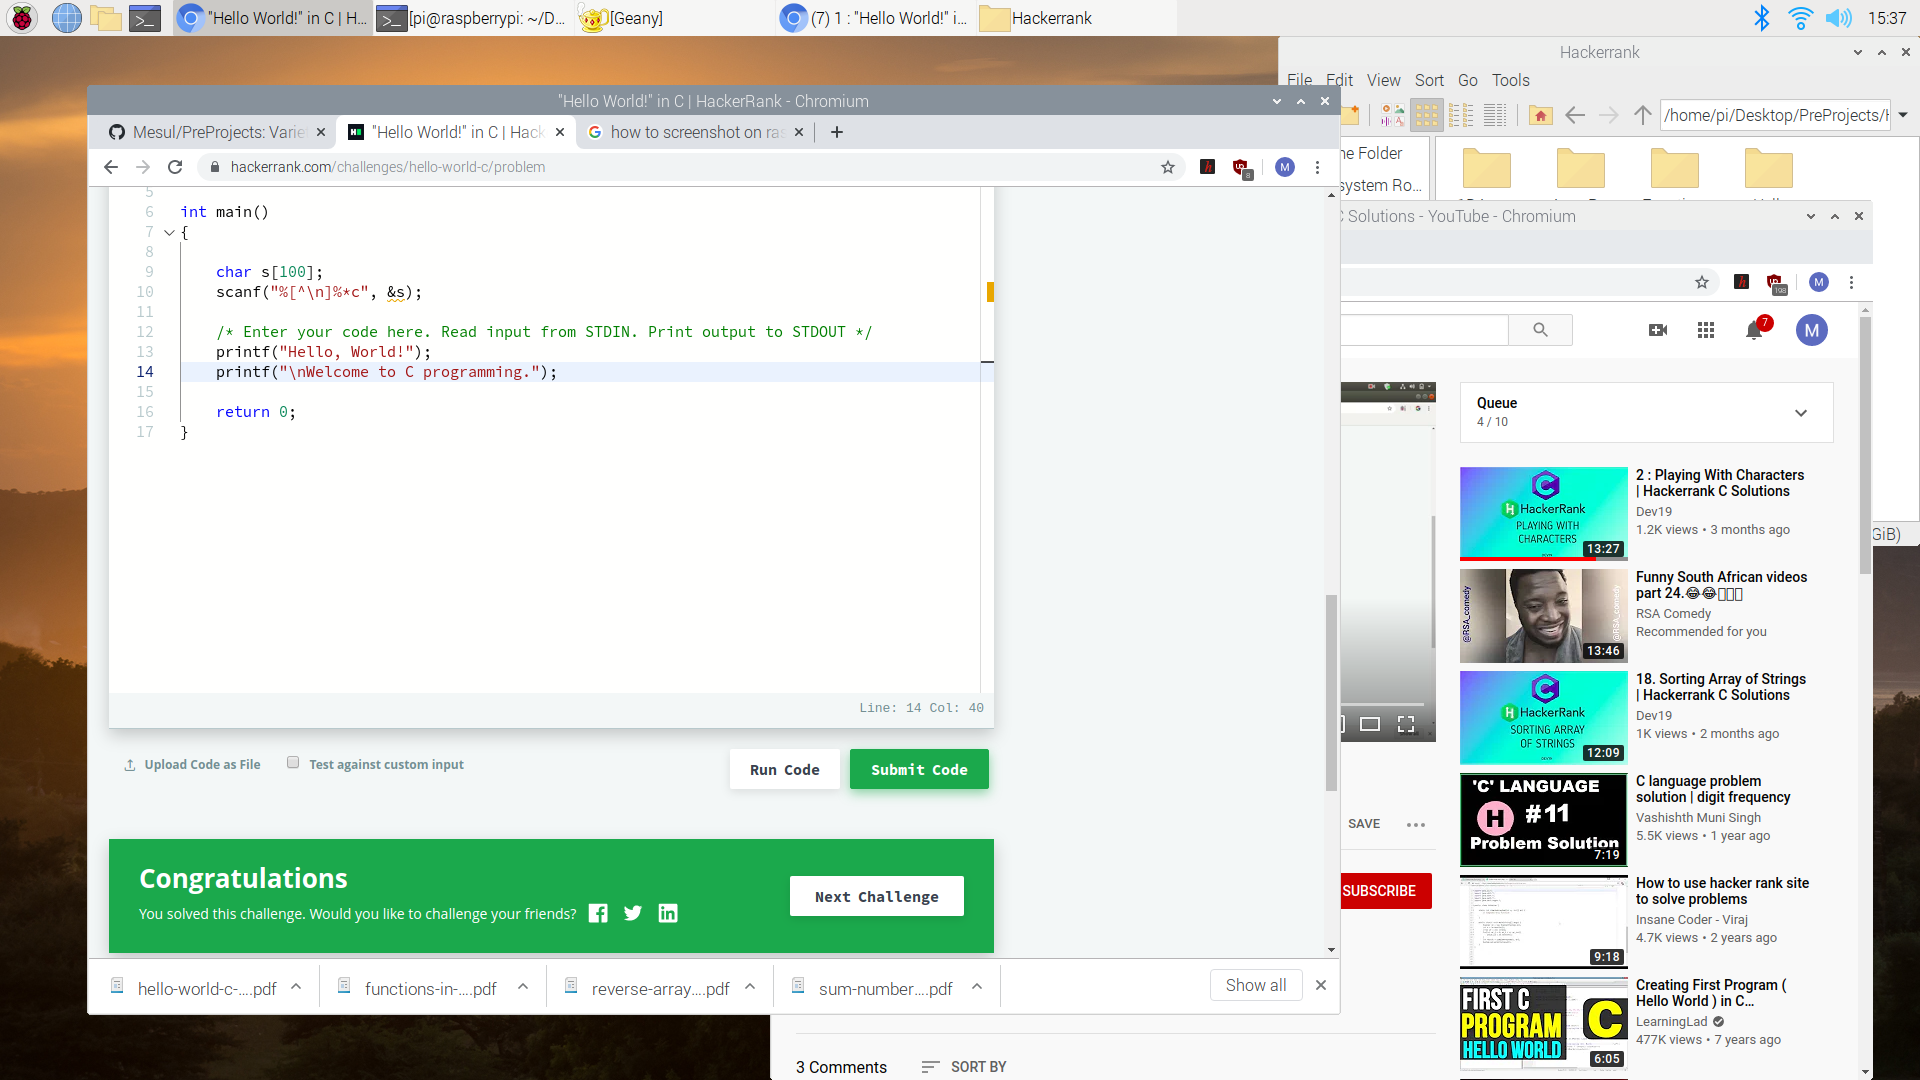 "Hello World!" in C | H...
[pi@raspberrypi: ~/D...
[Geany]
(7) 1 : "Hello World!" i...
Hackerrank
15:37
Hackerrank
File Edit View Sort Go Tools
/home/pi/Desktop/PreProjects/H
me Folder
system Ro...
"Hello World!" in C | HackerRank - Chromium
Mesul/PreProjects: Varie
"Hello World!" in C | Hack
how to screenshot on ras
hackerrank.com/challenges/hello-world-c/problem
M
5
6 int main()
7 {
8
9 char s[100];
10 scanf("%[^\n]%*c", &s);
11
12 /* Enter your code here. Read input from STDIN. Print output to STDOUT */
13 printf("Hello, World!");
14 printf("\nWelcome to C programming.");
15
16 return 0;
17 }
Line: 14 Col: 40
Upload Code as File
Test against custom input
Run Code
Submit Code
Congratulations
You solved this challenge. Would you like to challenge your friends?
Next Challenge
hello-world-c-....pdf
functions-in-....pdf
reverse-array....pdf
sum-number....pdf
Show all
C Solutions - YouTube - Chromium
198
M
7
M
Queue
4 / 10
HackerRank
PLAYING WITH
CHARACTERS
13:27
2 : Playing With Characters
| Hackerrank C Solutions
Dev19
1.2K views • 3 months ago
@RSA_comedy
@RSA_comedy
13:46
Funny South African videos
part 24.😂😂
RSA Comedy
Recommended for you
HackerRank
SORTING ARRAY
OF STRINGS
12:09
18. Sorting Array of Strings
| Hackerrank C Solutions
Dev19
1K views • 2 months ago
'C' LANGUAGE
H #11
Problem Solution
7:19
C language problem
solution | digit frequency
Vashishth Muni Singh
5.5K views • 1 year ago
9:18
How to use hacker rank site
to solve problems
Insane Coder - Viraj
4.7K views • 2 years ago
FIRST C
PROGRAM
HELLO WORLD
C
6:05
Creating First Program (
Hello World ) in C...
LearningLad
477K views • 7 years ago
GiB)
SAVE
SUBSCRIBE
3 Comments
SORT BY